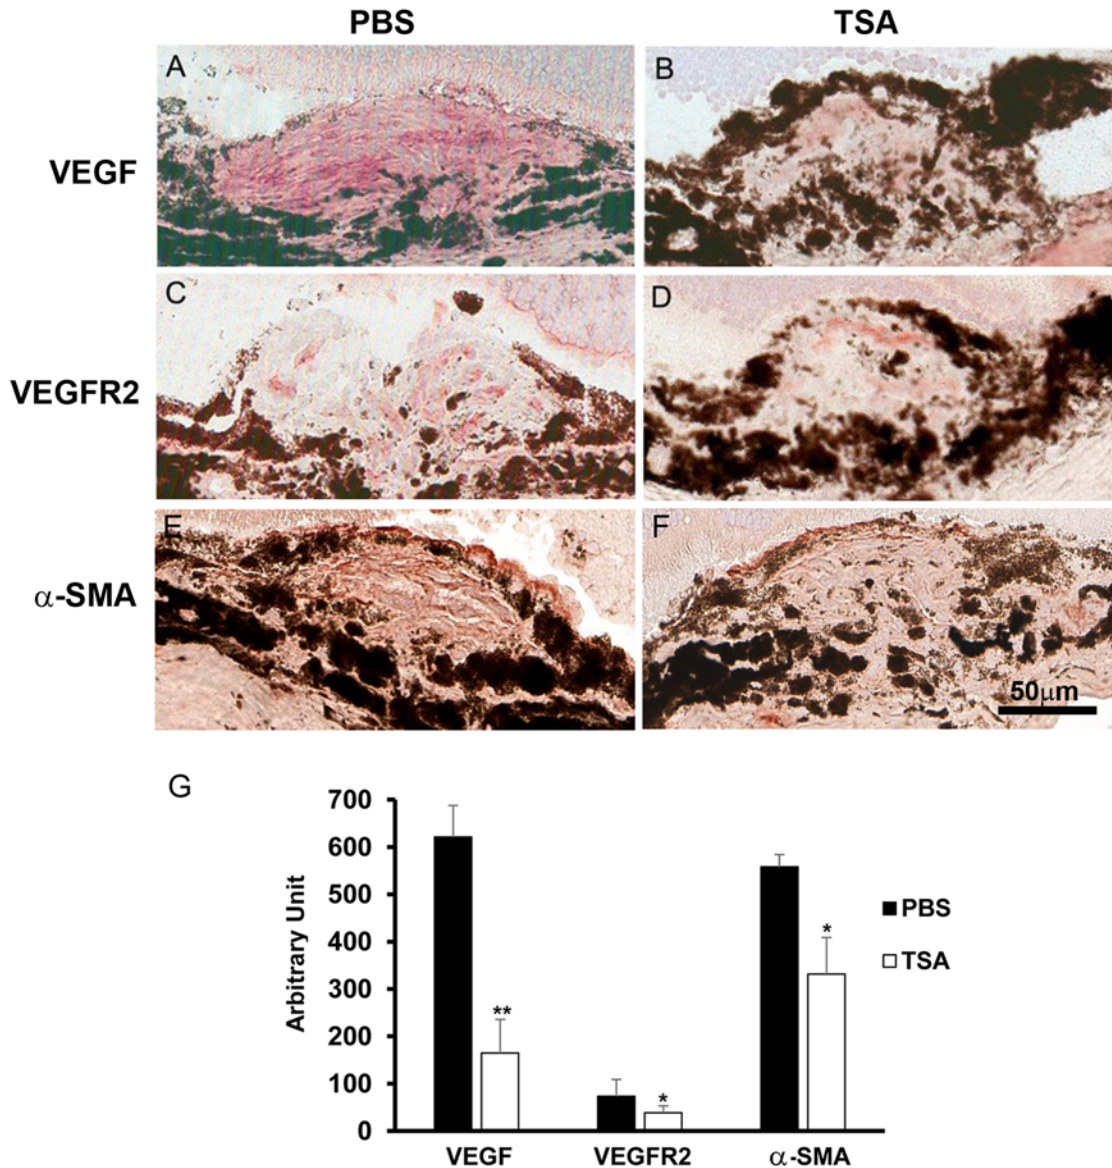 PBS TSA
A B
VEGF
C D
VEGFR2
E F
α-SMA
50μm
G
700
600
500
400
300
200
100
0
Arbitrary Unit
**
*
*
PBS
TSA
VEGF VEGFR2 α-SMA